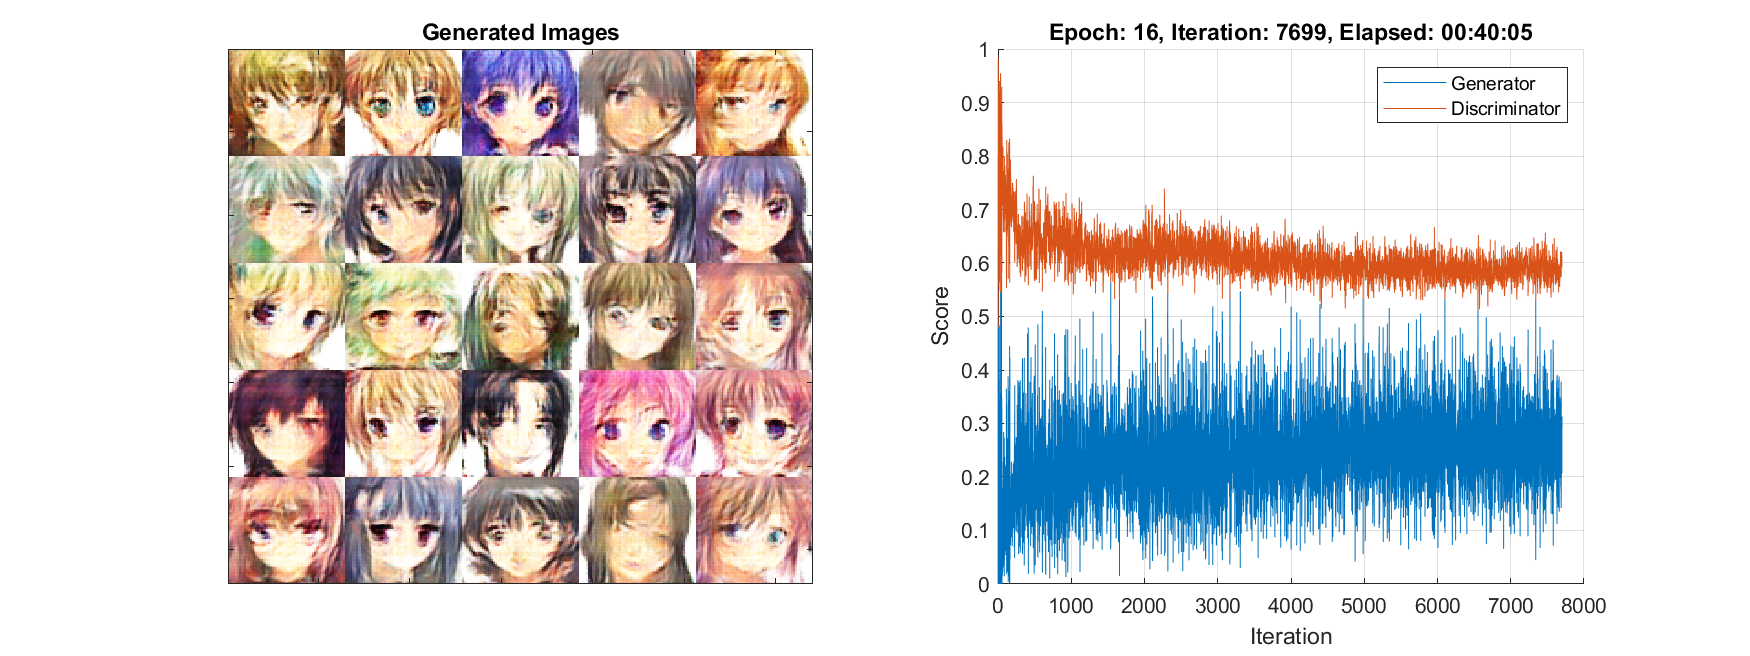 Generated Images
Epoch: 16, Iteration: 7699, Elapsed: 00:40:05
Generator
Discriminator
1
0.9
0.8
0.7
0.6
0.5
0.4
0.3
0.2
0.1
0
Score
0 1000 2000 3000 4000 5000 6000 7000 8000
Iteration